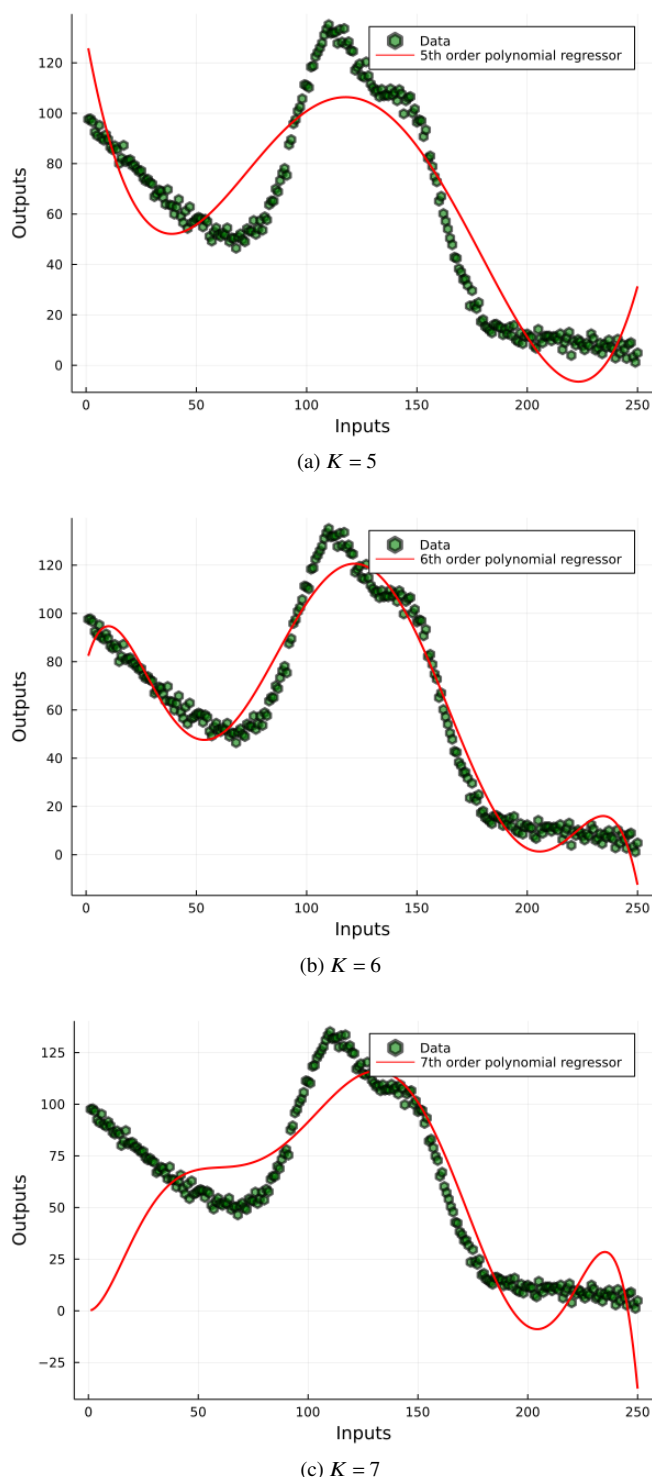 120
100
80
60
40
20
0
Outputs
Data
5th order polynomial regressor
0 50 100 150 200 250
Inputs
(a) K = 5
120
100
80
60
40
20
0
Outputs
Data
6th order polynomial regressor
0 50 100 150 200 250
Inputs
(b) K = 6
125
100
75
50
25
0
−25
Outputs
Data
7th order polynomial regressor
0 50 100 150 200 250
Inputs
(c) K = 7